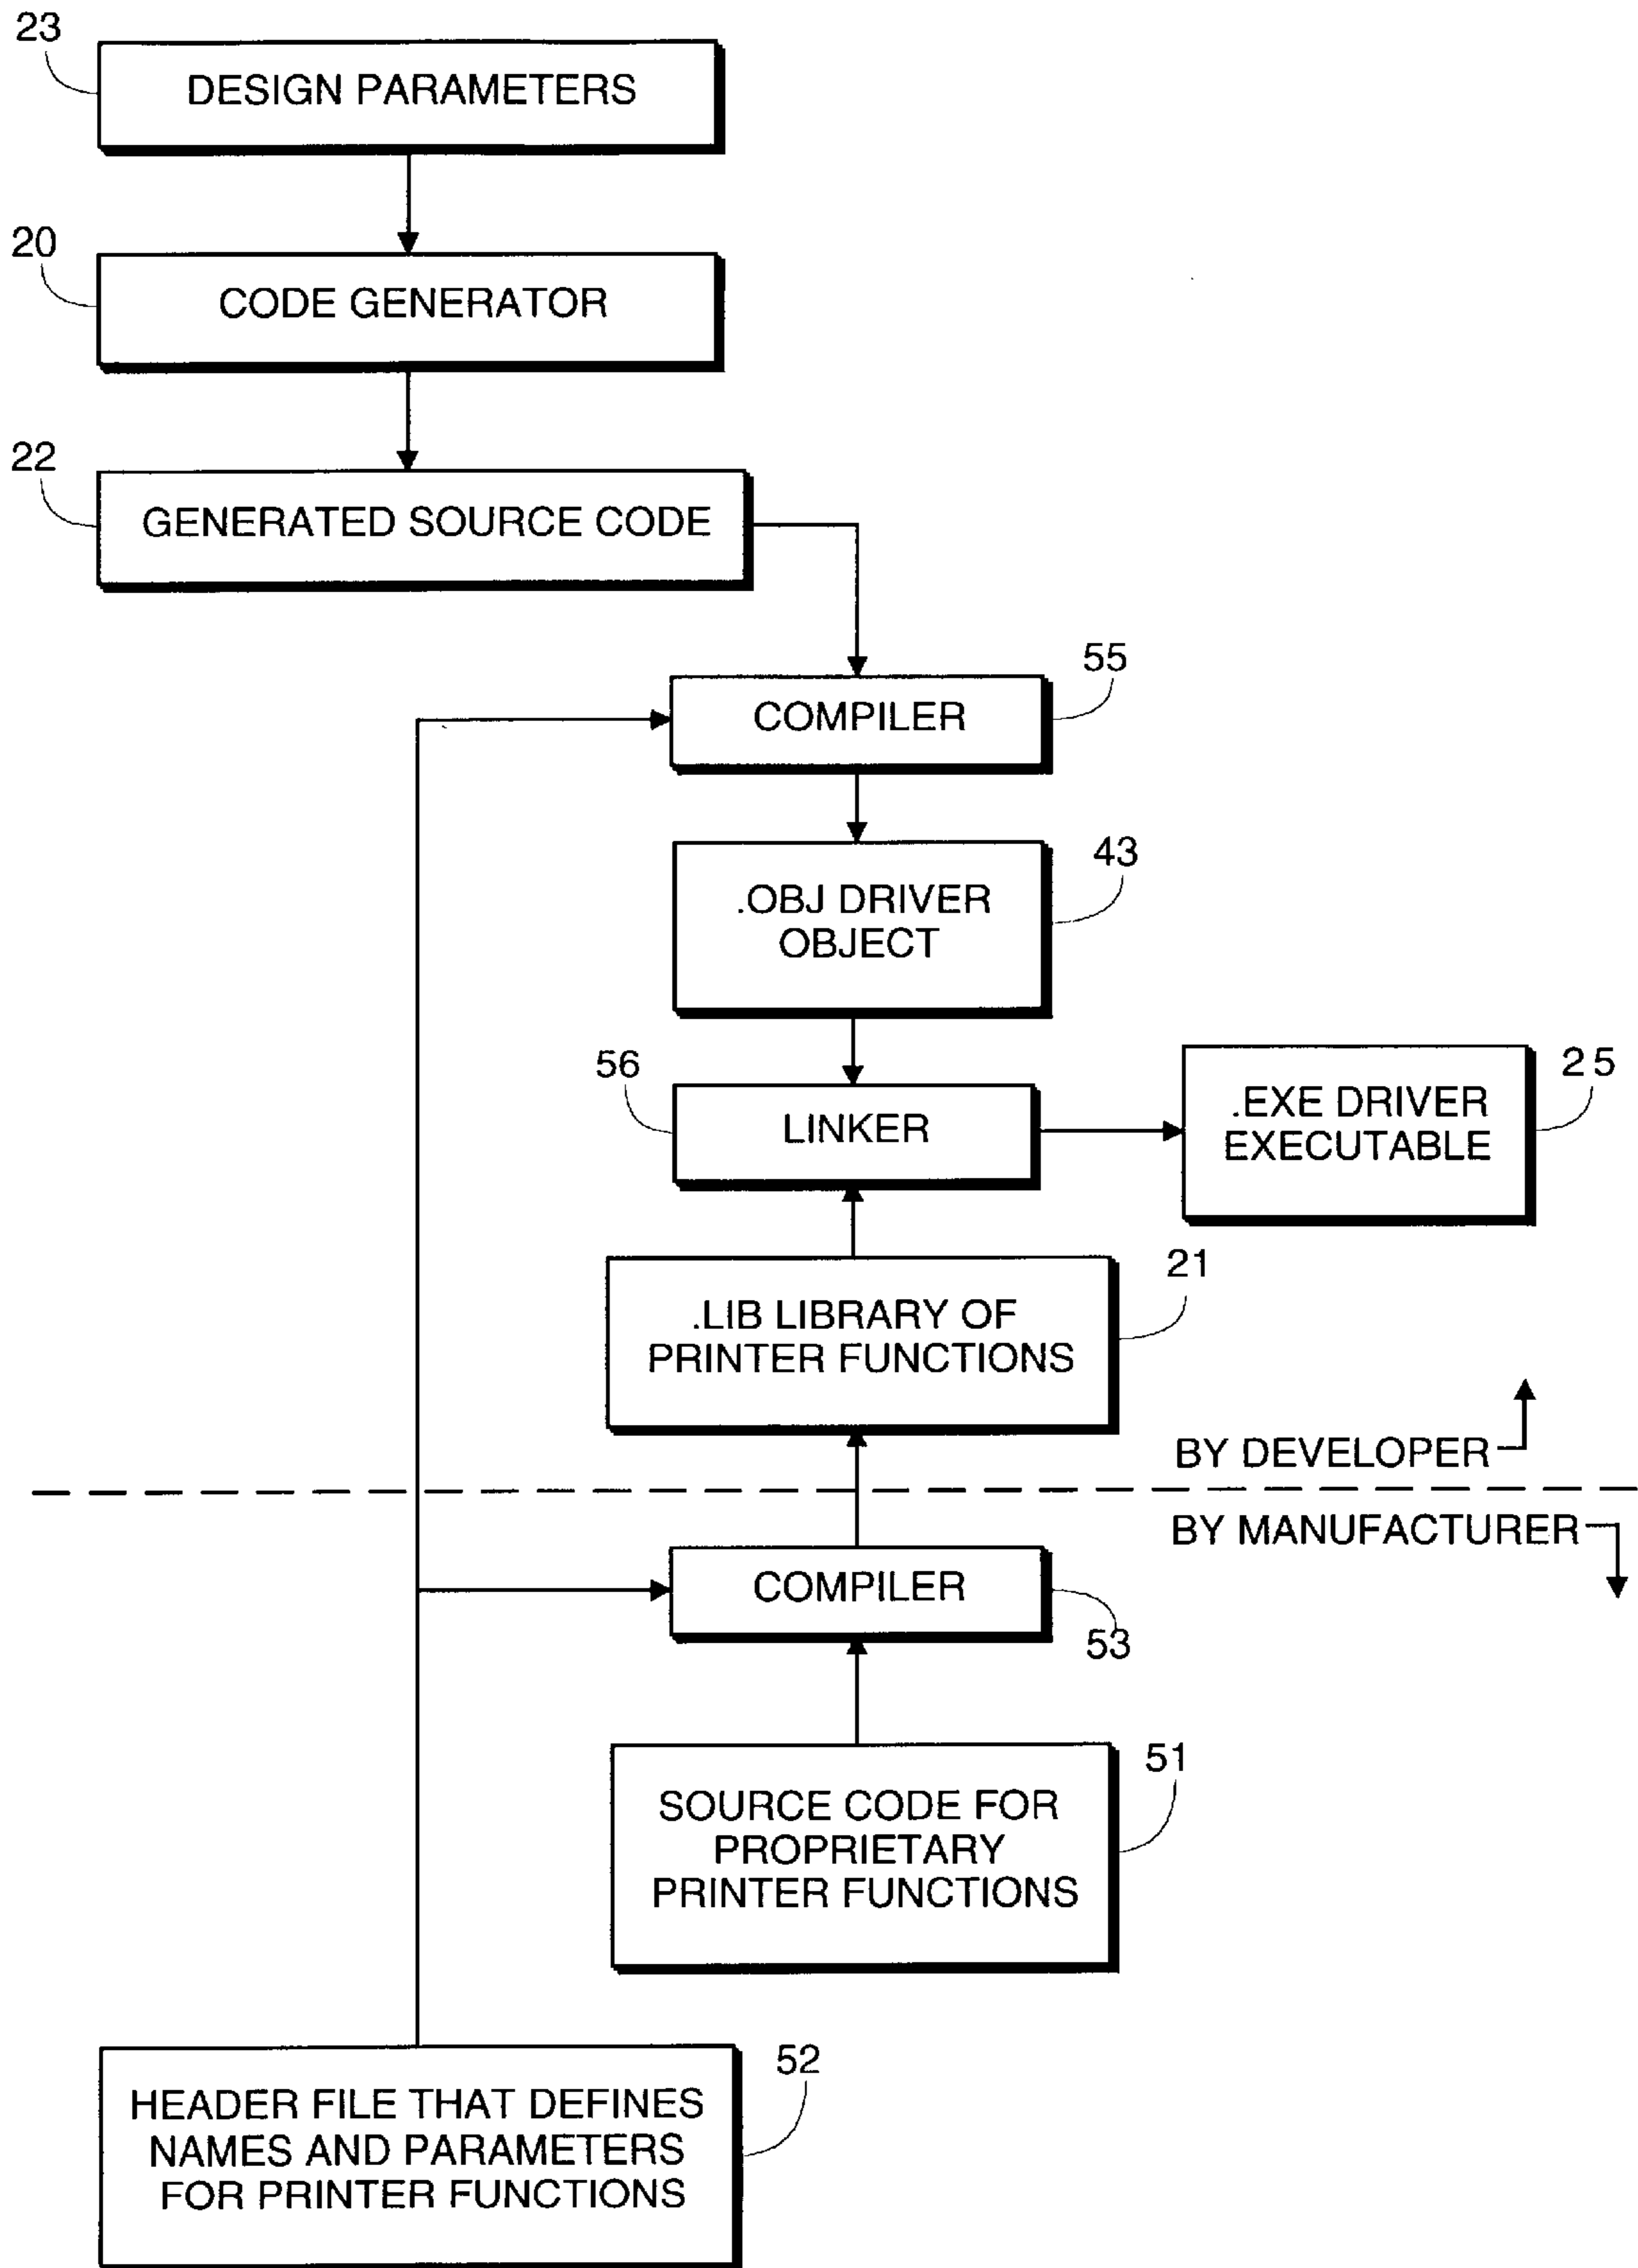 23
DESIGN PARAMETERS
20
CODE GENERATOR
22
GENERATED SOURCE CODE
55
COMPILER
43
.OBJ DRIVER
OBJECT
56
LINKER
25
.EXE DRIVER
EXECUTABLE
21
.LIB LIBRARY OF
PRINTER FUNCTIONS
BY DEVELOPER
BY MANUFACTURER
COMPILER
53
51
SOURCE CODE FOR
PROPRIETARY
PRINTER FUNCTIONS
52
HEADER FILE THAT DEFINES
NAMES AND PARAMETERS
FOR PRINTER FUNCTIONS